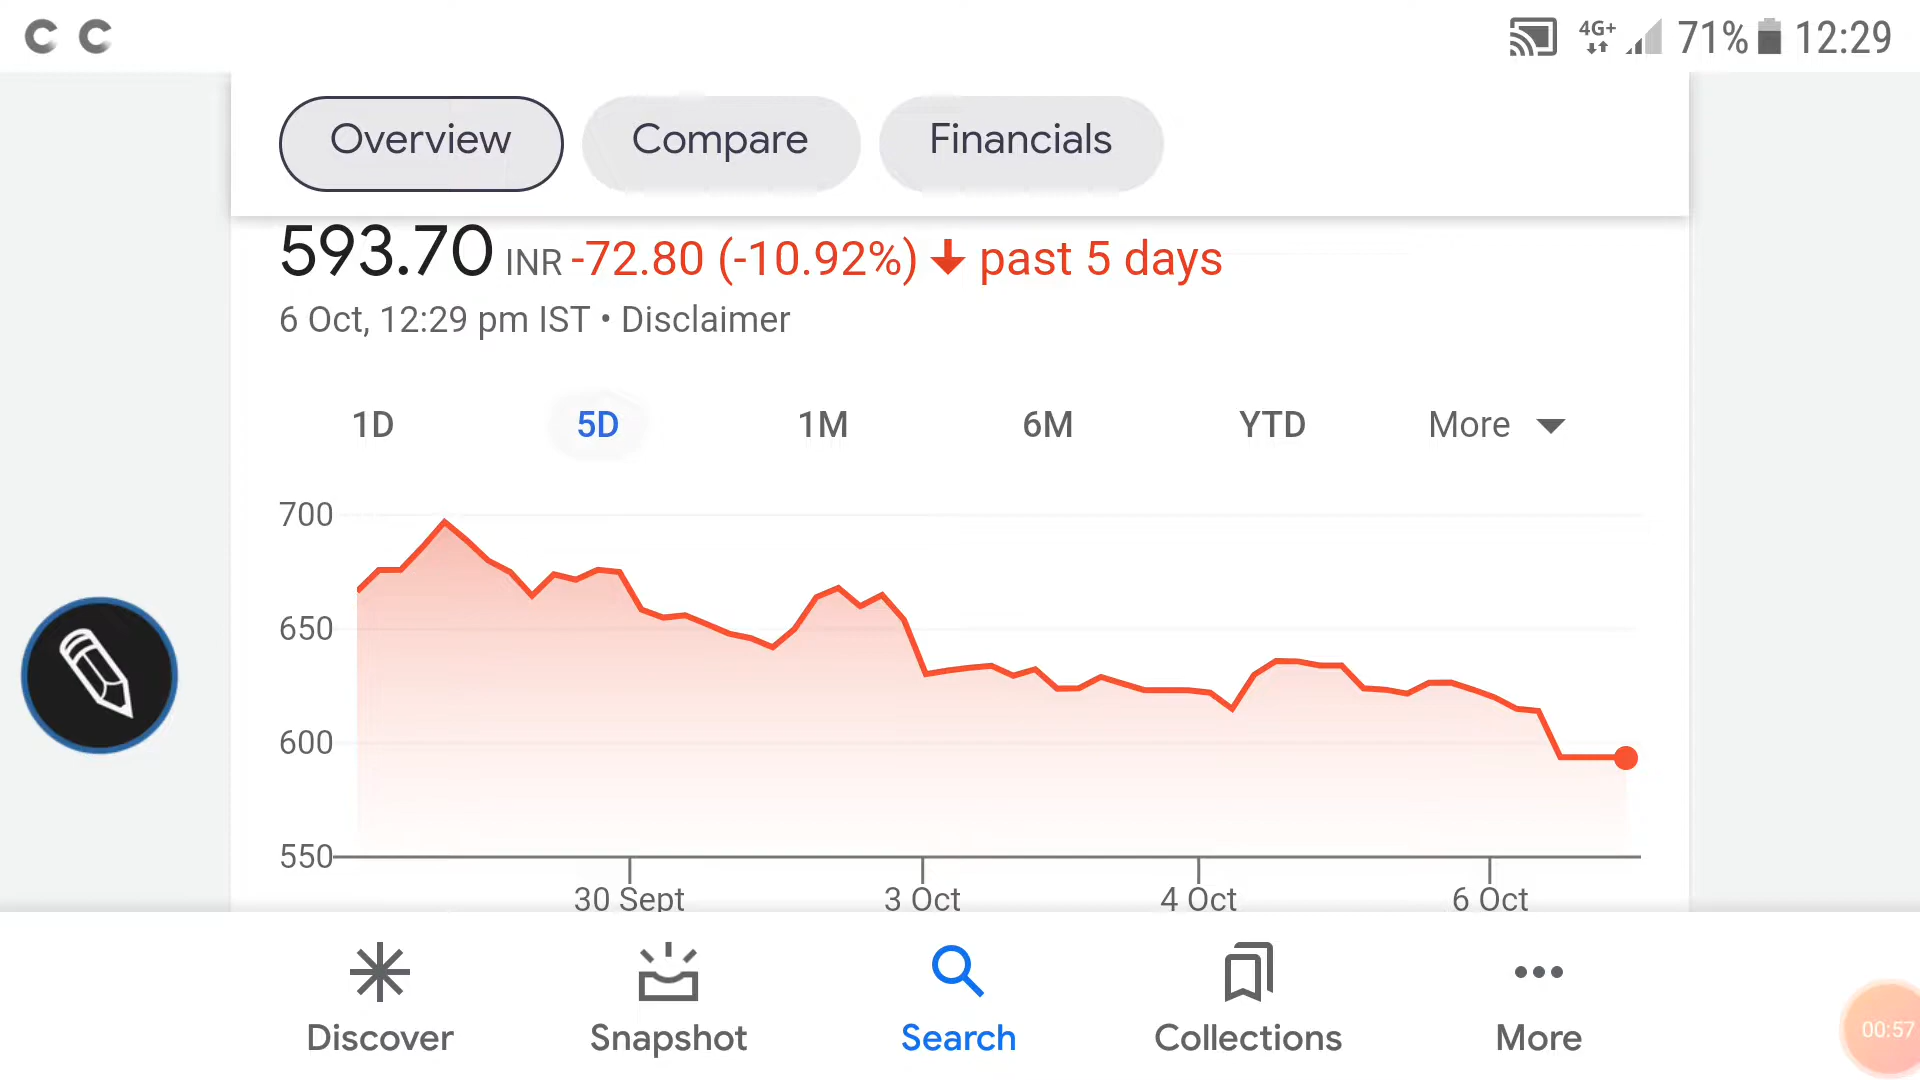 4G+ 71% 12:29
Overview Compare Financials
593.70 INR -72.80 (-10.92%) past 5 days
6 Oct, 12:29 pm IST • Disclaimer
1D 5D 1M 6M YTD More
700
650
600
550
30 Sept 3 Oct 4 Oct 6 Oct
Discover Snapshot Search Collections More
00:57